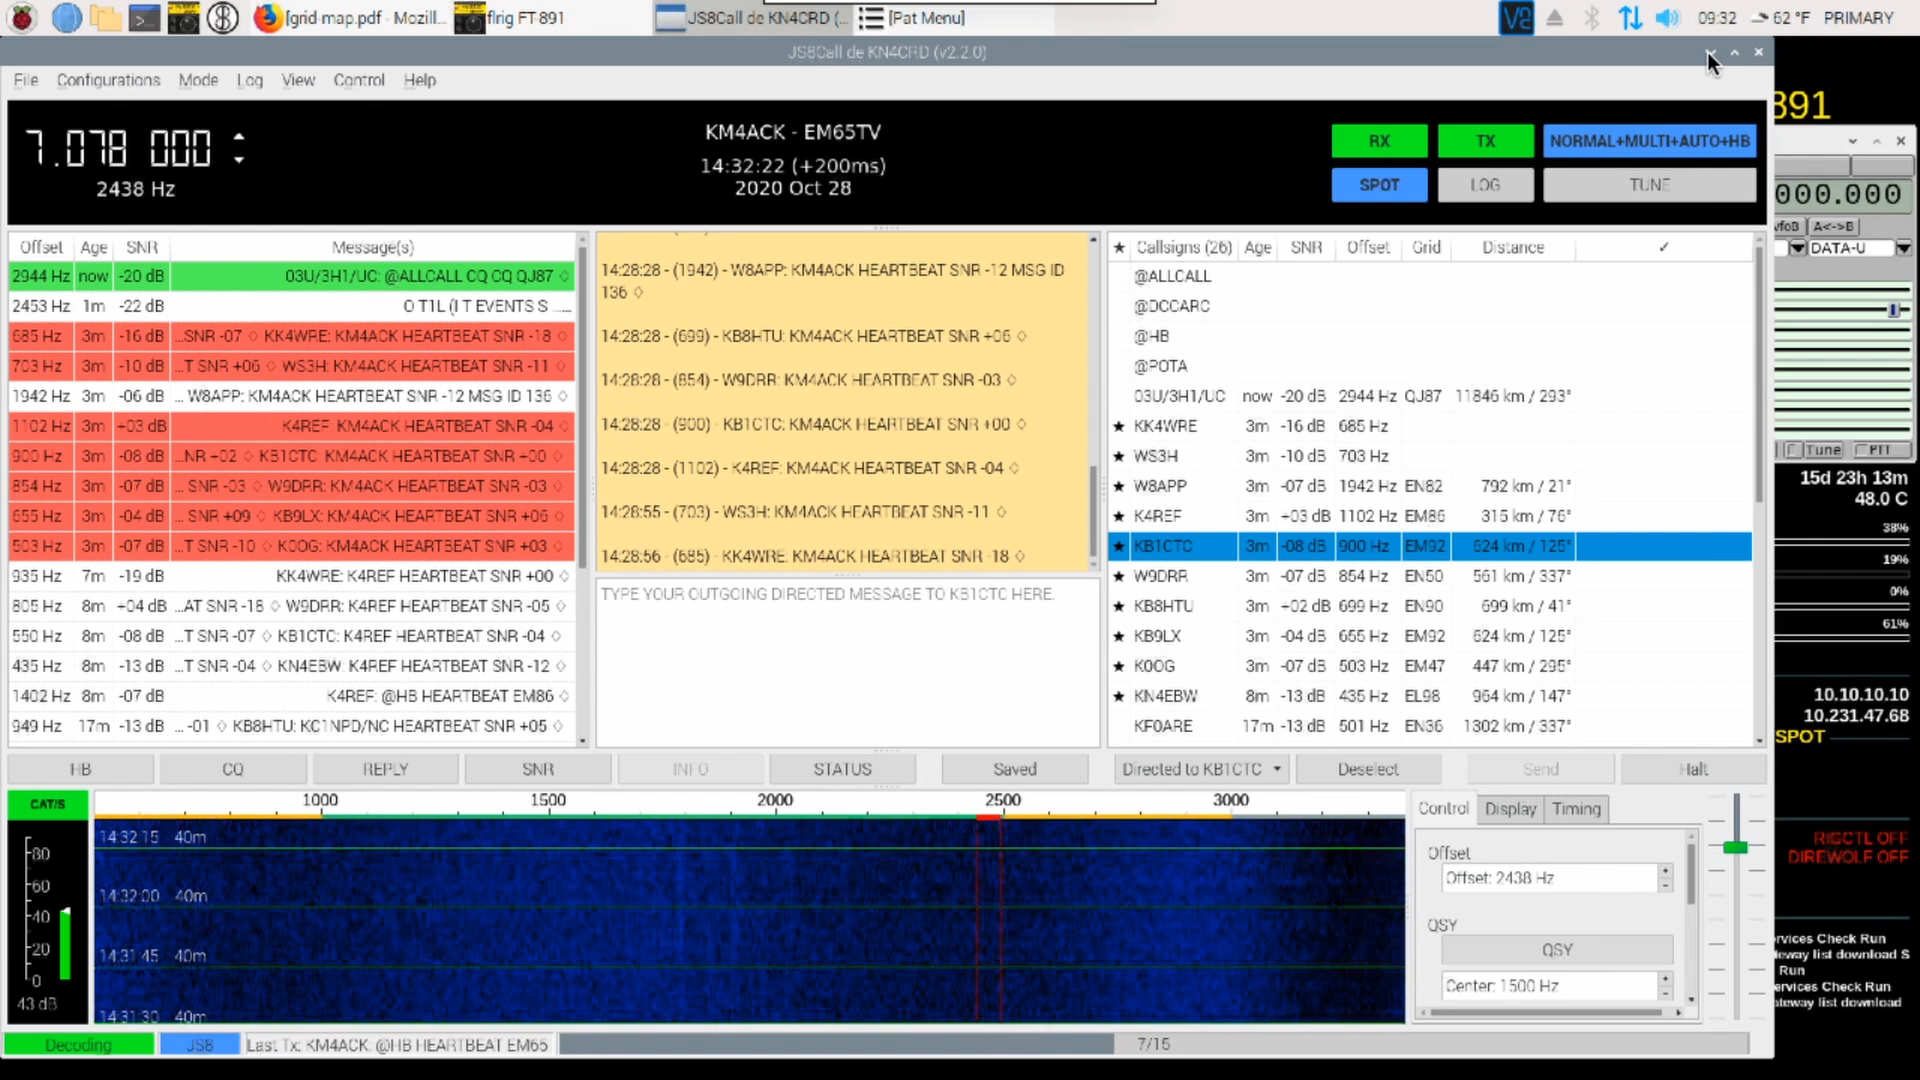 [grid-map.pdf - Mozill...
flrig FT-891
JS8Call de KN4CRD (...
[Pat Menu]
09:32
62 °F
PRIMARY
JS8Call de KN4CRD (v2.2.0)
File Configurations Mode Log View Control Help
7.078 000
2438 Hz
KM4ACK - EM65TV
14:32:22 (+200ms)
2020 Oct 28
RX TX NORMAL+MULTI+AUTO+HB
SPOT LOG TUNE
Offset Age SNR Message(s)
2944 Hz now -20 dB 03U/3H1/UC: @ALLCALL CQ CQ QJ87 ♢
2453 Hz 1m -22 dB O T1L (I T EVENTS S ......
685 Hz 3m -16 dB ...SNR -07 ♢ KK4WRE: KM4ACK HEARTBEAT SNR -18 ♢
703 Hz 3m -10 dB ...T SNR +06 ♢ WS3H: KM4ACK HEARTBEAT SNR -11 ♢
1942 Hz 3m -06 dB ... W8APP: KM4ACK HEARTBEAT SNR -12 MSG ID 136 ♢
1102 Hz 3m +03 dB K4REF: KM4ACK HEARTBEAT SNR -04 ♢
900 Hz 3m -08 dB ...NR +02 ♢ KB1CTC: KM4ACK HEARTBEAT SNR +00 ♢
854 Hz 3m -07 dB ... SNR -03 ♢ W9DRR: KM4ACK HEARTBEAT SNR -03 ♢
655 Hz 3m -04 dB ... SNR +09 ♢ KB9LX: KM4ACK HEARTBEAT SNR +06 ♢
503 Hz 3m -07 dB ...T SNR -10 ♢ K0OG: KM4ACK HEARTBEAT SNR +03 ♢
935 Hz 7m -19 dB KK4WRE: K4REF HEARTBEAT SNR +00 ♢
805 Hz 8m +04 dB ...AT SNR -18 ♢ W9DRR: K4REF HEARTBEAT SNR -05 ♢
550 Hz 8m -08 dB ...T SNR -07 ♢ KB1CTC: K4REF HEARTBEAT SNR -04 ♢
435 Hz 8m -13 dB ...T SNR -04 ♢ KN4EBW: K4REF HEARTBEAT SNR -12 ♢
1402 Hz 8m -07 dB K4REF: @HB HEARTBEAT EM86 ♢
949 Hz 17m -13 dB ... -01 ♢ KB8HTU: KC1NPD/NC HEARTBEAT SNR +05 ♢
14:28:28 - (1942) - W8APP: KM4ACK HEARTBEAT SNR -12 MSG ID
136 ♢
14:28:28 - (699) - KB8HTU: KM4ACK HEARTBEAT SNR +06 ♢
14:28:28 - (854) - W9DRR: KM4ACK HEARTBEAT SNR -03 ♢
14:28:28 - (900) - KB1CTC: KM4ACK HEARTBEAT SNR +00 ♢
14:28:28 - (1102) - K4REF: KM4ACK HEARTBEAT SNR -04 ♢
14:28:55 - (703) - WS3H: KM4ACK HEARTBEAT SNR -11 ♢
14:28:56 - (685) - KK4WRE: KM4ACK HEARTBEAT SNR -18 ♢
TYPE YOUR OUTGOING DIRECTED MESSAGE TO KB1CTC HERE.
★ Callsigns (26) Age SNR Offset Grid Distance ✓
@ALLCALL
@DCCARC
@HB
@POTA
03U/3H1/UC now -20 dB 2944 Hz QJ87 11846 km / 293°
★ KK4WRE 3m -16 dB 685 Hz
★ WS3H 3m -10 dB 703 Hz
★ W8APP 3m -07 dB 1942 Hz EN82 792 km / 21°
★ K4REF 3m +03 dB 1102 Hz EM86 315 km / 76°
★ KB1CTC 3m -08 dB 900 Hz EM92 624 km / 125°
★ W9DRR 3m -07 dB 854 Hz EN50 561 km / 337°
★ KB8HTU 3m +02 dB 699 Hz EN90 699 km / 41°
★ KB9LX 3m -04 dB 655 Hz EM92 624 km / 125°
★ K0OG 3m -07 dB 503 Hz EM47 447 km / 295°
★ KN4EBW 8m -13 dB 435 Hz EL98 964 km / 147°
KF0ARE 17m -13 dB 501 Hz EN36 1302 km / 337°
HB CQ REPLY SNR INFO STATUS Saved
Directed to KB1CTC Deselect Send Halt
CAT/S
80
60
40
20
0
43 dB
1000 1500 2000 2500 3000
14:32:15 40m
14:32:00 40m
14:31:45 40m
14:31:30 40m
Control Display Timing
Offset
Offset: 2438 Hz
QSY
QSY
Center: 1500 Hz
Decoding JS8 Last Tx: KM4ACK: @HB HEARTBEAT EM65
7/15
891
000.000
vfoB A<->B
DATA-U
Tune PTT
15d 23h 13m
48.0 C
38%
19%
0%
61%
10.10.10.10
10.231.47.68
SPOT
RIGCTL OFF
DIREWOLF OFF
rvices Check Run
teway list download S
Run
ervices Check Run
ateway list download